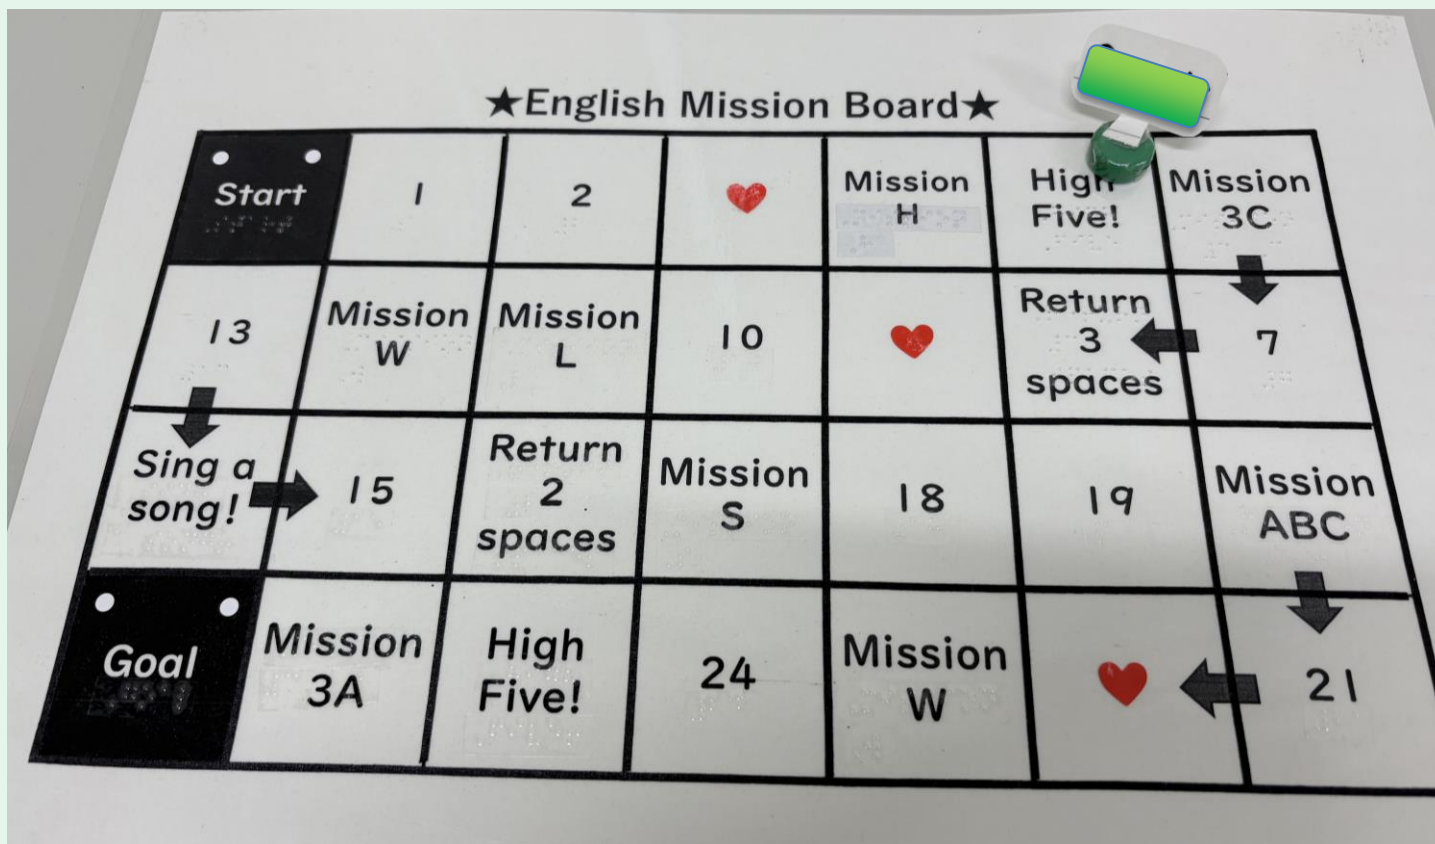 ★English Mission Board★
Start
1
2
Mission
H
High
Five!
Mission
3C
13
Mission
W
Mission
L
10
Return
3
spaces
7
Sing a
song!
15
Return
2
spaces
Mission
S
18
19
Mission
ABC
Goal
Mission
3A
High
Five!
24
Mission
W
21